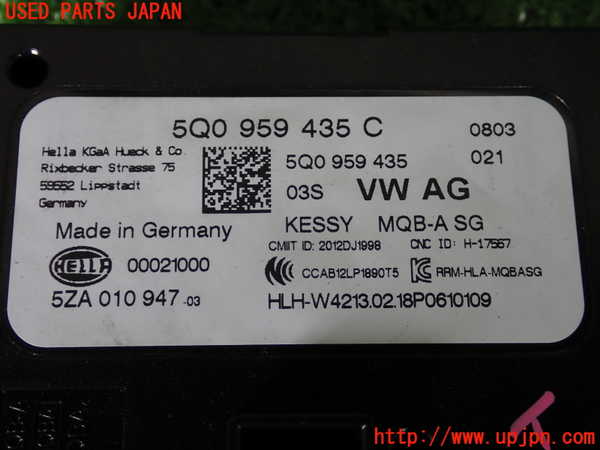 USED PARTS JAPAN
5Q0 959 435 C
0803
Hella KGaA Hueck & Co.
Rixbecker Strasse 75
59552 Lippstadt
Germany
5Q0 959 435
021
03S VW AG
KESSY MQB-A SG
Made in Germany
CMIIT ID: 2012DJ1998 CNC ID: H-17567
HELLA
00021000
CCAB12LP1890T5
RRM-HLA-MQBASG
5ZA 010 947-03
HLH-W4213.02.18P0610109
http://www.upjpn.com/